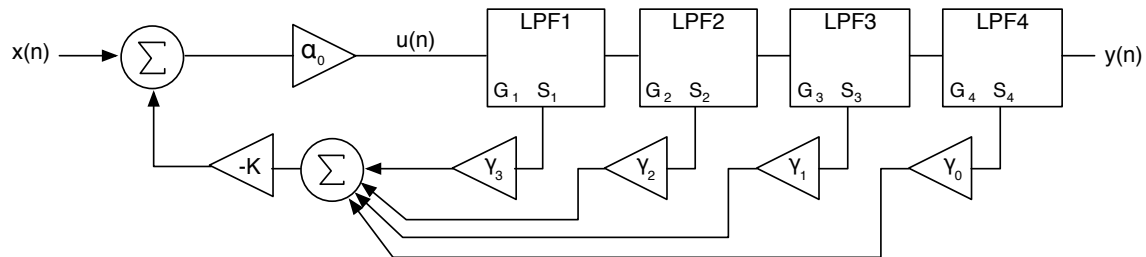 LPF1 LPF2 LPF3 LPF4
x(n) Σ α₀ u(n) y(n)
G₁ S₁ G₂ S₂ G₃ S₃ G₄ S₄
-K Σ γ₃ γ₂ γ₁ γ₀